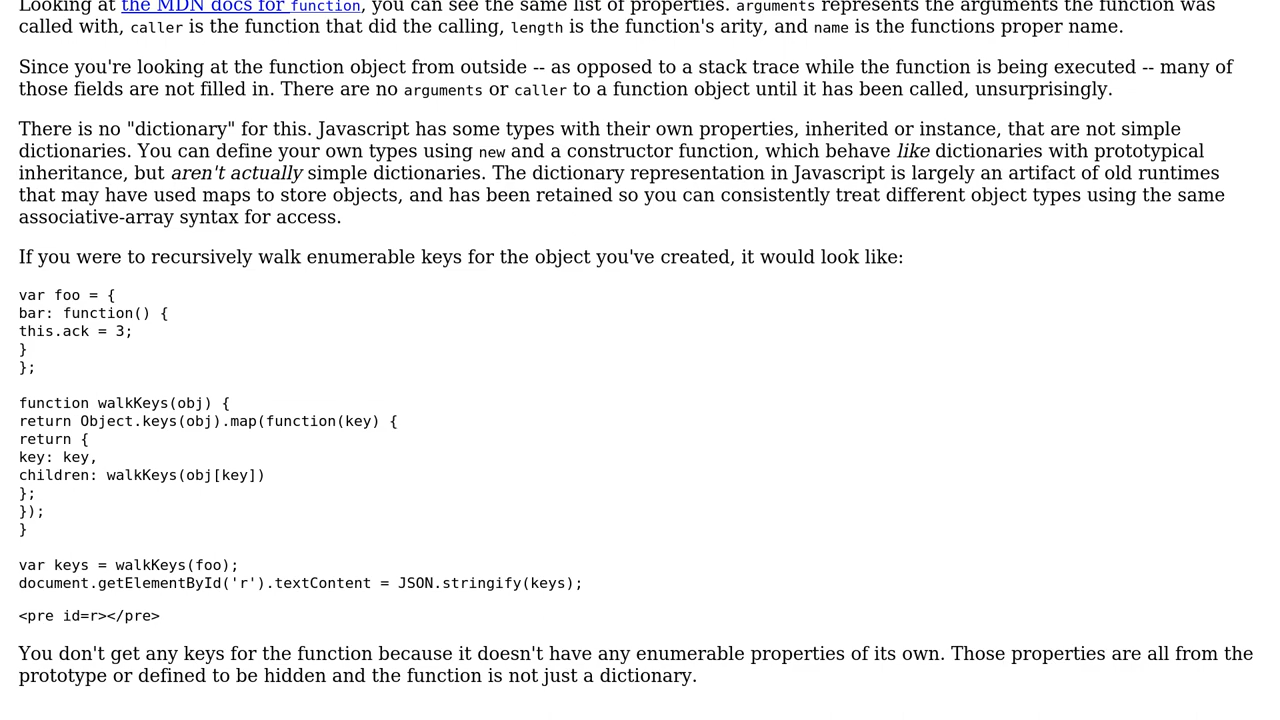 Looking at the MDN docs for function, you can see the same list of properties. arguments represents the arguments the function was
called with, caller is the function that did the calling, length is the function's arity, and name is the functions proper name.
Since you're looking at the function object from outside -- as opposed to a stack trace while the function is being executed -- many of
those fields are not filled in. There are no arguments or caller to a function object until it has been called, unsurprisingly.
There is no "dictionary" for this. Javascript has some types with their own properties, inherited or instance, that are not simple
dictionaries. You can define your own types using new and a constructor function, which behave like dictionaries with prototypical
inheritance, but aren't actually simple dictionaries. The dictionary representation in Javascript is largely an artifact of old runtimes
that may have used maps to store objects, and has been retained so you can consistently treat different object types using the same
associative-array syntax for access.
If you were to recursively walk enumerable keys for the object you've created, it would look like:
var foo = {
bar: function() {
this.ack = 3;
}
};
function walkKeys(obj) {
return Object.keys(obj).map(function(key) {
return {
key: key,
children: walkKeys(obj[key])
};
});
}
var keys = walkKeys(foo);
document.getElementById('r').textContent = JSON.stringify(keys);
<pre id=r></pre>
You don't get any keys for the function because it doesn't have any enumerable properties of its own. Those properties are all from the
prototype or defined to be hidden and the function is not just a dictionary.